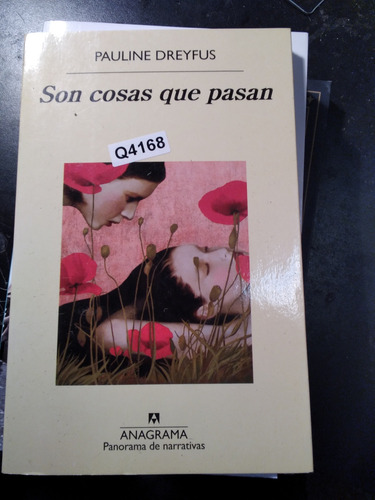 PAULINE DREYFUS
Son cosas que pasan
Q4168
ANAGRAMA
Panorama de narrativas